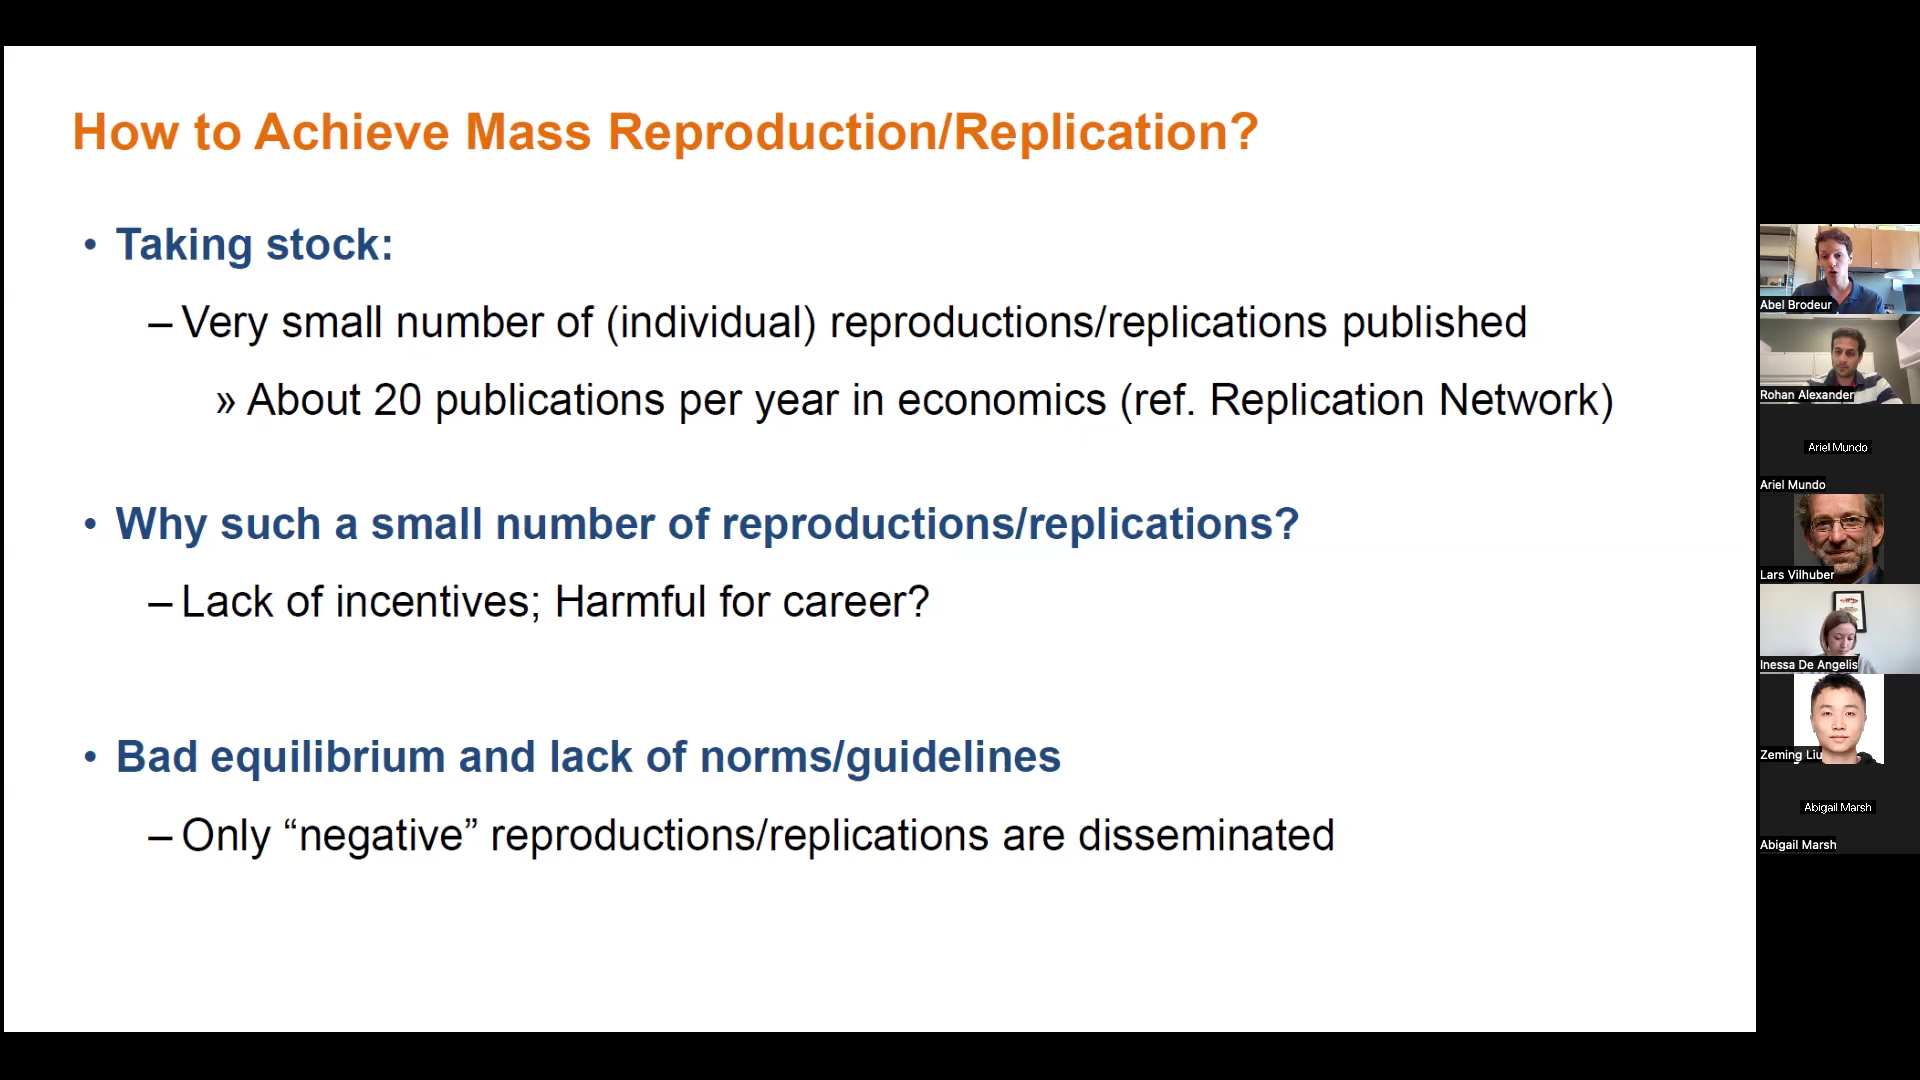 How to Achieve Mass Reproduction/Replication?
• Taking stock:
– Very small number of (individual) reproductions/replications published
» About 20 publications per year in economics (ref. Replication Network)
• Why such a small number of reproductions/replications?
– Lack of incentives; Harmful for career?
• Bad equilibrium and lack of norms/guidelines
– Only “negative” reproductions/replications are disseminated
Abel Brodeur
Rohan Alexander
Ariel Mundo
Ariel Mundo
Lars Vilhuber
Inessa De Angelis
Zeming Liu
Abigail Marsh
Abigail Marsh